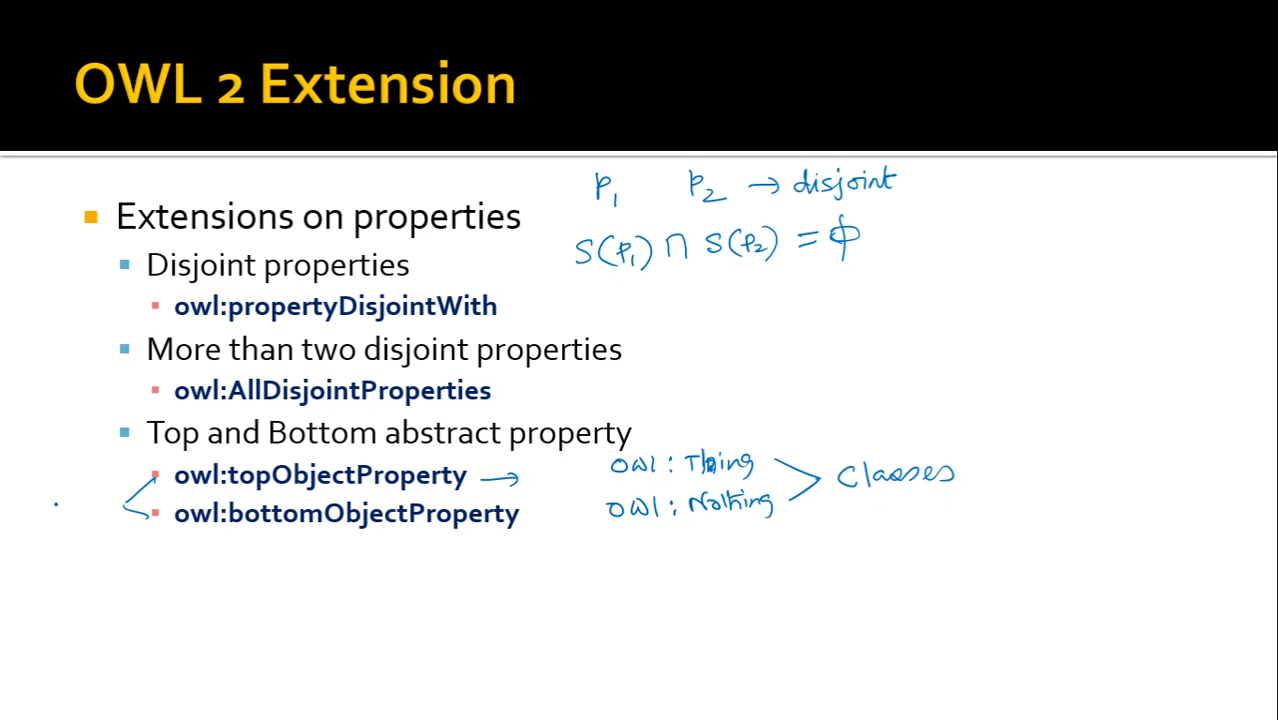 OWL 2 Extension
P1 P2 → disjoint
Extensions on properties
S(P1) ∩ S(P2) = ϕ
Disjoint properties
owl:propertyDisjointWith
More than two disjoint properties
owl:AllDisjointProperties
Top and Bottom abstract property
owl:topObjectProperty →
owl:bottomObjectProperty
OWL : Thing
OWL : Nothing
Classes